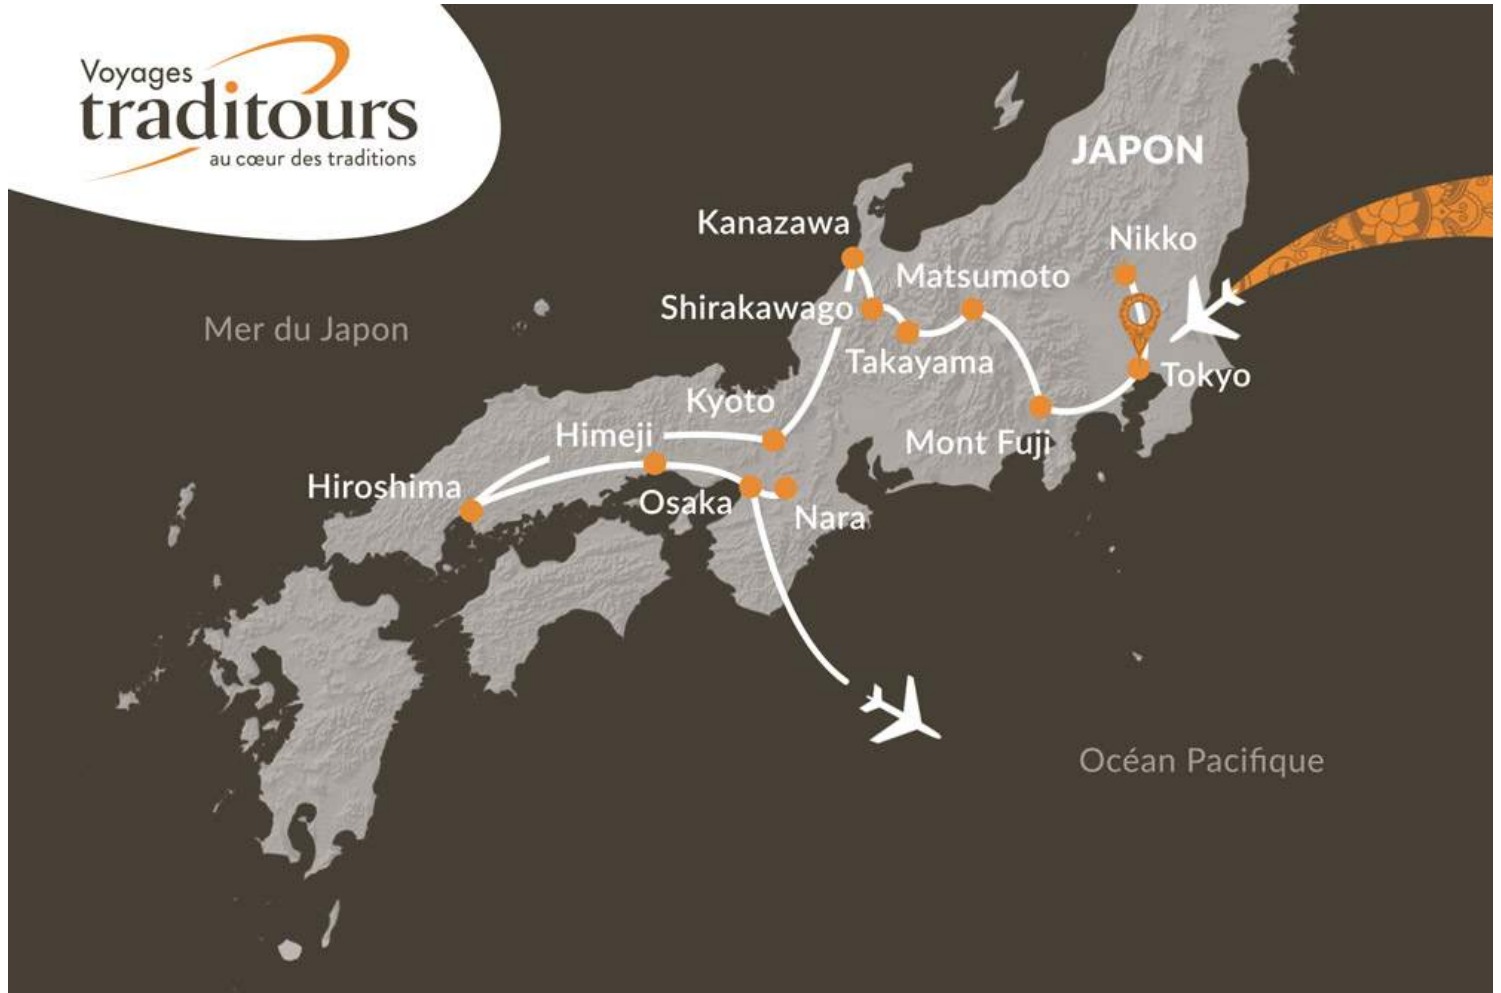 Voyages
traditours
au cœur des traditions
JAPON
Kanazawa
Nikko
Matsumoto
Shirakawago
Mer du Japon
Takayama
Tokyo
Kyoto
Himeji
Mont Fuji
Hiroshima
Osaka
Nara
Océan Pacifique